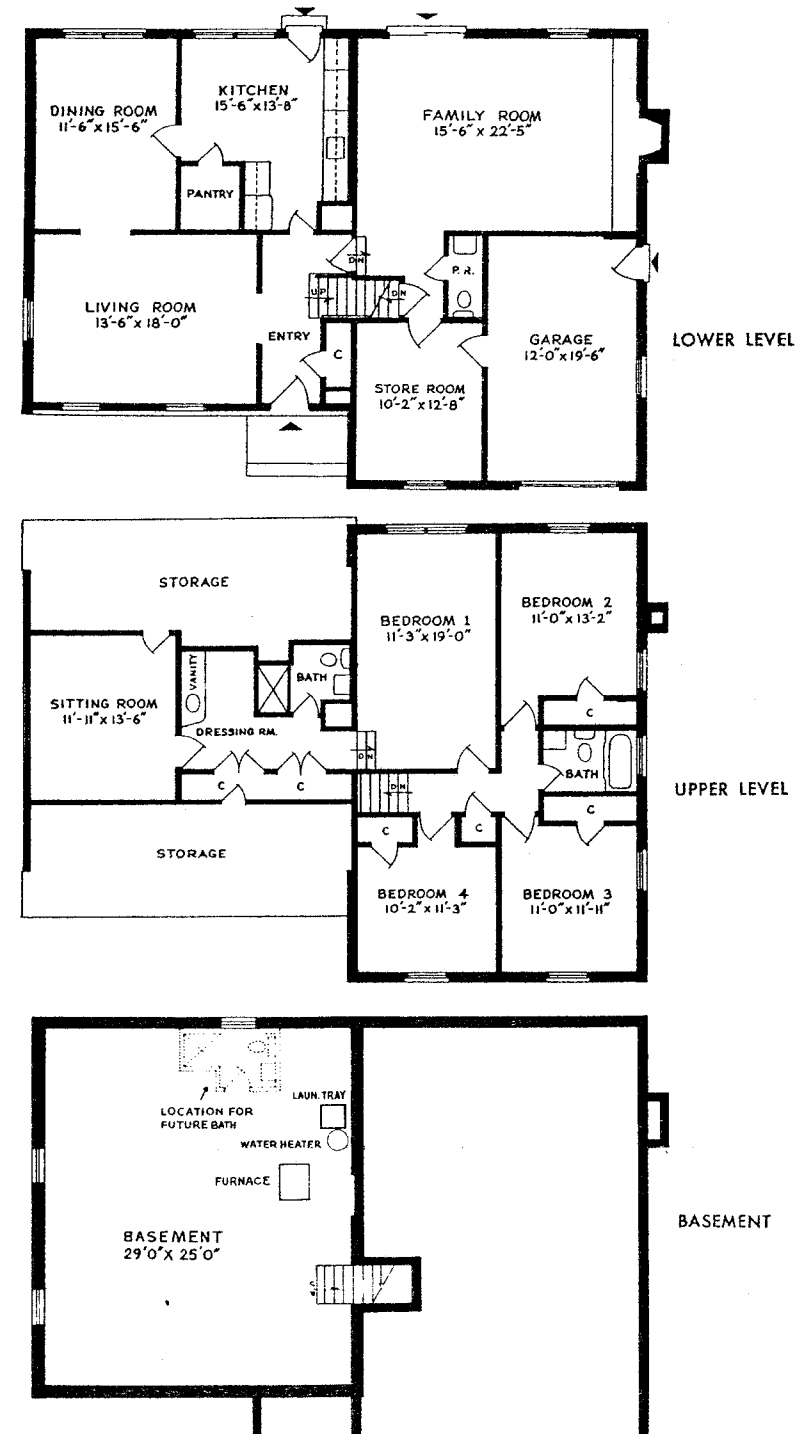 DINING ROOM
11'-6" x 15'-6"
KITCHEN
15'-6" x 13'-8"
FAMILY ROOM
15'-6" x 22'-5"
PANTRY
DN
P.R.
LIVING ROOM
13'-6" x 18'-0"
UP
DN
ENTRY
C
GARAGE
12'-0" x 19'-6"
STORE ROOM
10'-2" x 12'-8"
LOWER LEVEL
STORAGE
BEDROOM 1
11'-3" x 19'-0"
BEDROOM 2
11'-0" x 13'-2"
VANITY
BATH
SITTING ROOM
11'-11" x 13'-6"
DRESSING RM.
C
DN
BATH
C
C
DN
C
C
C
STORAGE
BEDROOM 4
10'-2" x 11'-3"
BEDROOM 3
11'-0" x 11'-11"
UPPER LEVEL
LAUN. TRAY
LOCATION FOR
FUTURE BATH
WATER HEATER
FURNACE
BASEMENT
29'0" X 25'0"
BASEMENT